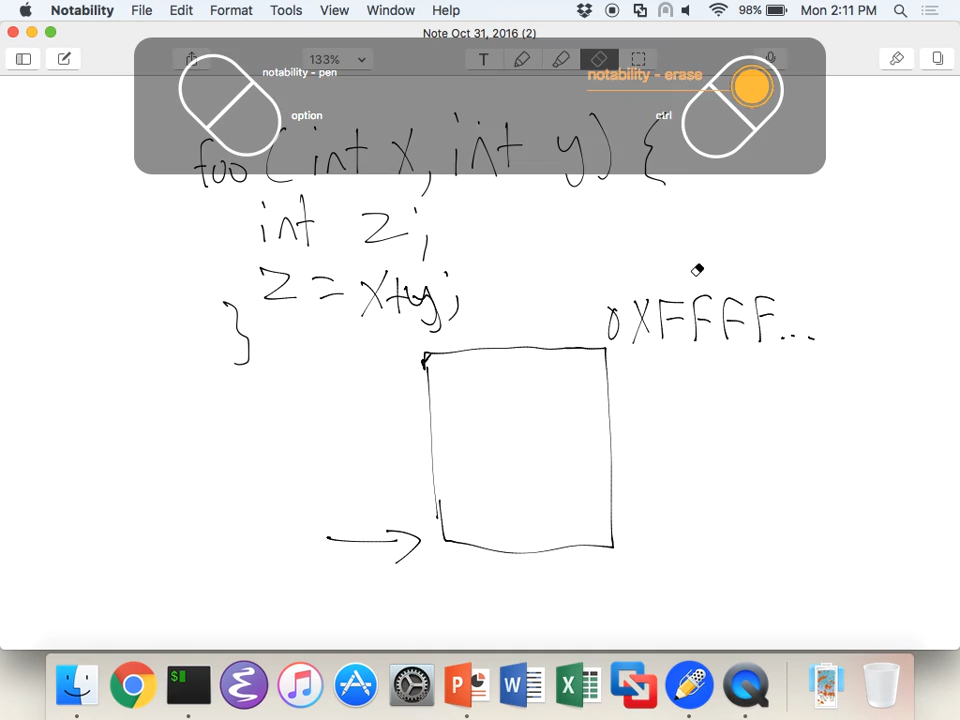 Notability File Edit Format Tools View Window Help 98% Mon 2:11 PM
Note Oct 31, 2016 (2)
133% T
notability - pen
notability - erase
option
ctrl
foo (int x, int y) {
int z;
z = x+y;
}
0XFFFF...
$
P W X